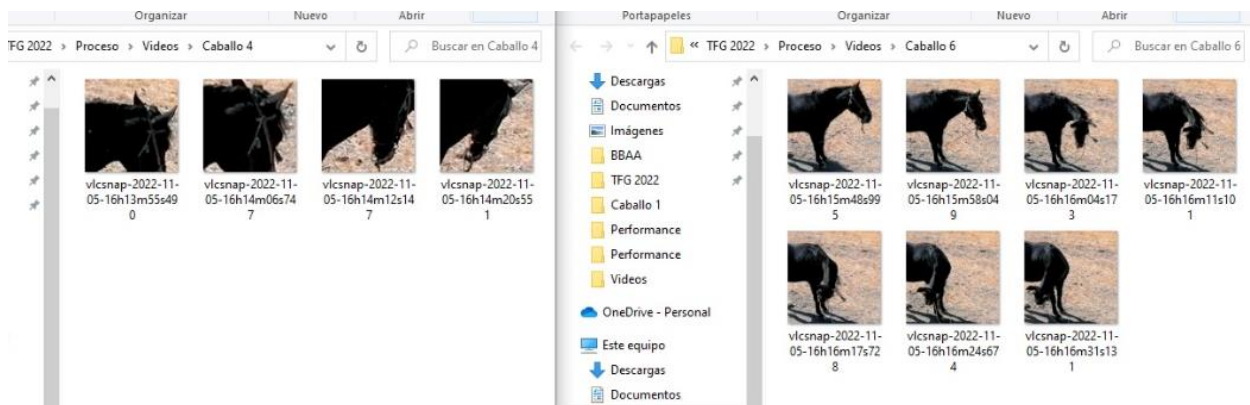 Organizar Nuevo Abrir
TFG 2022 > Proceso > Videos > Caballo 4
Buscar en Caballo 4
vlcsnap-2022-11-05-16h13m55s490
vlcsnap-2022-11-05-16h14m06s747
vlcsnap-2022-11-05-16h14m12s147
vlcsnap-2022-11-05-16h14m20s551
Portapapeles Organizar Nuevo Abrir
« TFG 2022 > Proceso > Videos > Caballo 6
Buscar en Caballo 6
Descargas
Documentos
Imágenes
BBAA
TFG 2022
Caballo 1
Performance
Performance
Videos
OneDrive - Personal
Este equipo
Descargas
Documentos
vlcsnap-2022-11-05-16h15m48s995
vlcsnap-2022-11-05-16h15m58s049
vlcsnap-2022-11-05-16h16m04s173
vlcsnap-2022-11-05-16h16m11s101
vlcsnap-2022-11-05-16h16m17s728
vlcsnap-2022-11-05-16h16m24s674
vlcsnap-2022-11-05-16h16m31s131